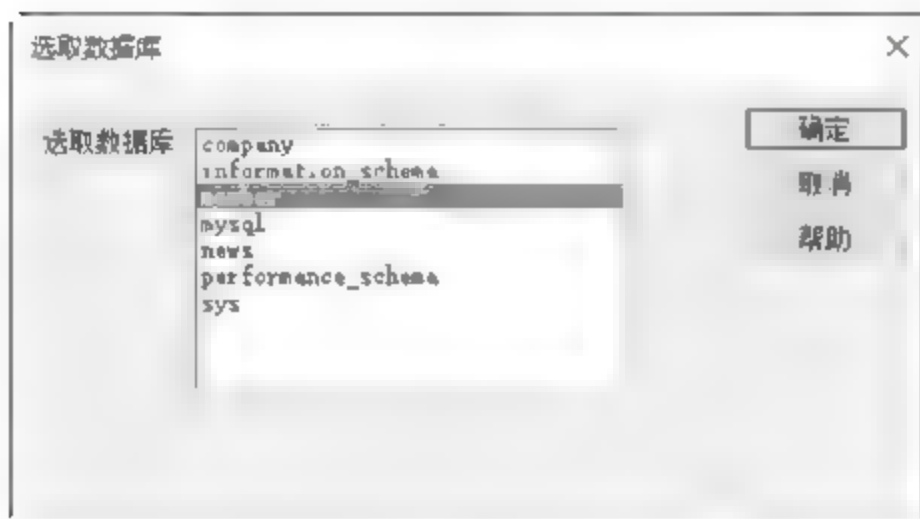 选取数据库
选取数据库
company
information_schema
member
mysql
news
performance_schema
sys
确定
取消
帮助